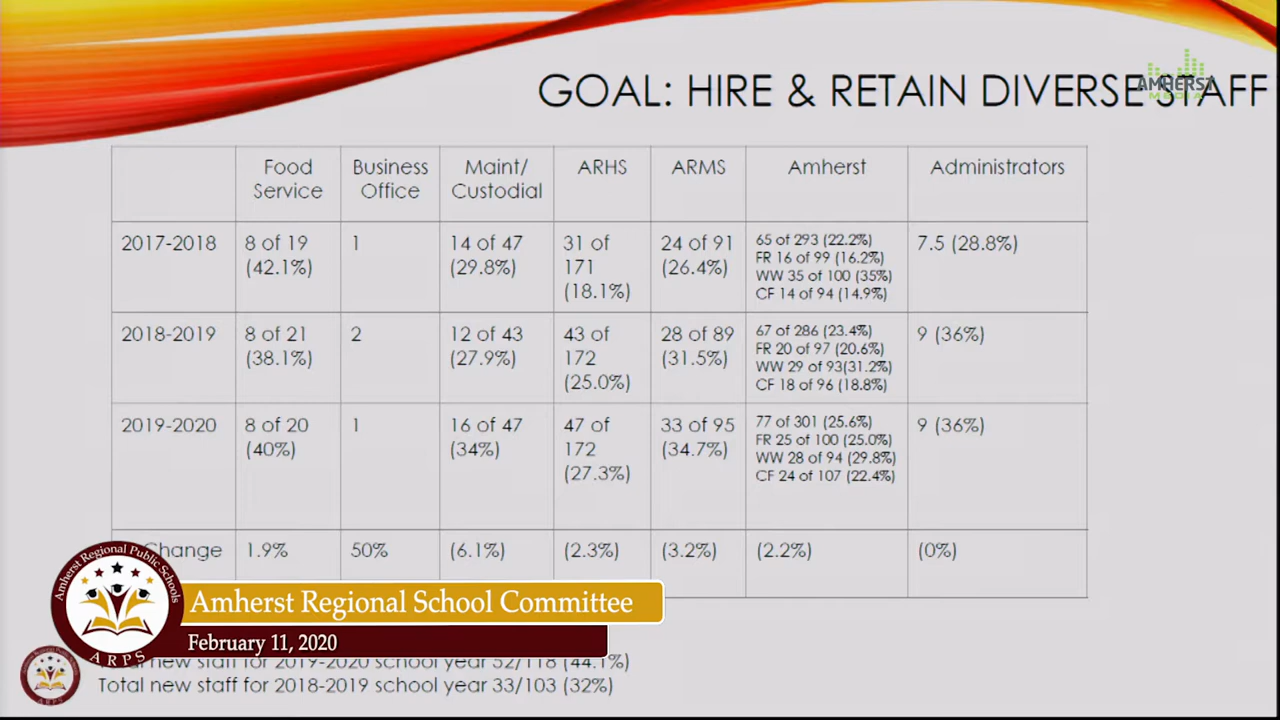 AMHERST
MEDIA
GOAL: HIRE & RETAIN DIVERSE STAFF
Food Service
Business Office
Maint/ Custodial
ARHS
ARMS
Amherst
Administrators
2017-2018
8 of 19
(42.1%)
1
14 of 47
(29.8%)
31 of
171
(18.1%)
24 of 91
(26.4%)
65 of 293 (22.2%)
FR 16 of 99 (16.2%)
WW 35 of 100 (35%)
CF 14 of 94 (14.9%)
7.5 (28.8%)
2018-2019
8 of 21
(38.1%)
2
12 of 43
(27.9%)
43 of
172
(25.0%)
28 of 89
(31.5%)
67 of 286 (23.4%)
FR 20 of 97 (20.6%)
WW 29 of 93(31.2%)
CF 18 of 96 (18.8%)
9 (36%)
2019-2020
8 of 20
(40%)
1
16 of 47
(34%)
47 of
172
(27.3%)
33 of 95
(34.7%)
77 of 301 (25.6%)
FR 25 of 100 (25.0%)
WW 28 of 94 (29.8%)
CF 24 of 107 (22.4%)
9 (36%)
Change
1.9%
50%
(6.1%)
(2.3%)
(3.2%)
(2.2%)
(0%)
Amherst Regional Public Schools
ARPS
Amherst Regional School Committee
February 11, 2020
new staff for 2019-2020 school year 52/118 (44.1%)
Total new staff for 2018-2019 school year 33/103 (32%)